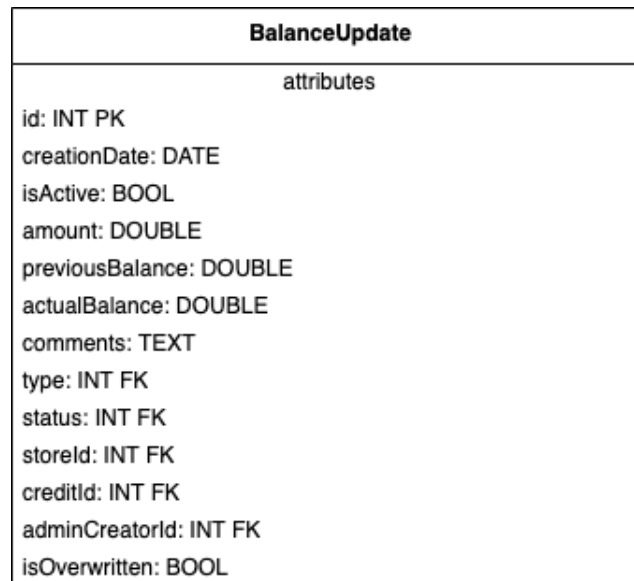 BalanceUpdate
attributes
id: INT PK
creationDate: DATE
isActive: BOOL
amount: DOUBLE
previousBalance: DOUBLE
actualBalance: DOUBLE
comments: TEXT
type: INT FK
status: INT FK
storeId: INT FK
creditId: INT FK
adminCreatorId: INT FK
isOverwritten: BOOL